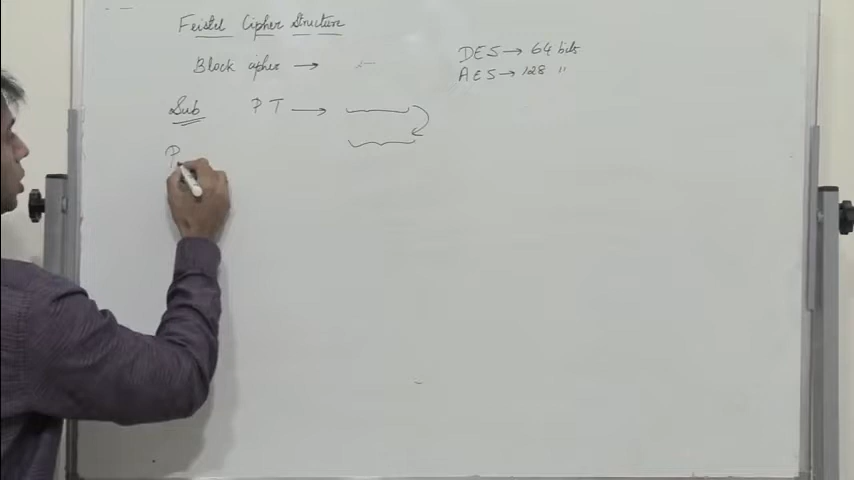 Feistel Cipher Structure
Block cipher →
DES → 64 bits
AES → 128 "
Sub PT →
P